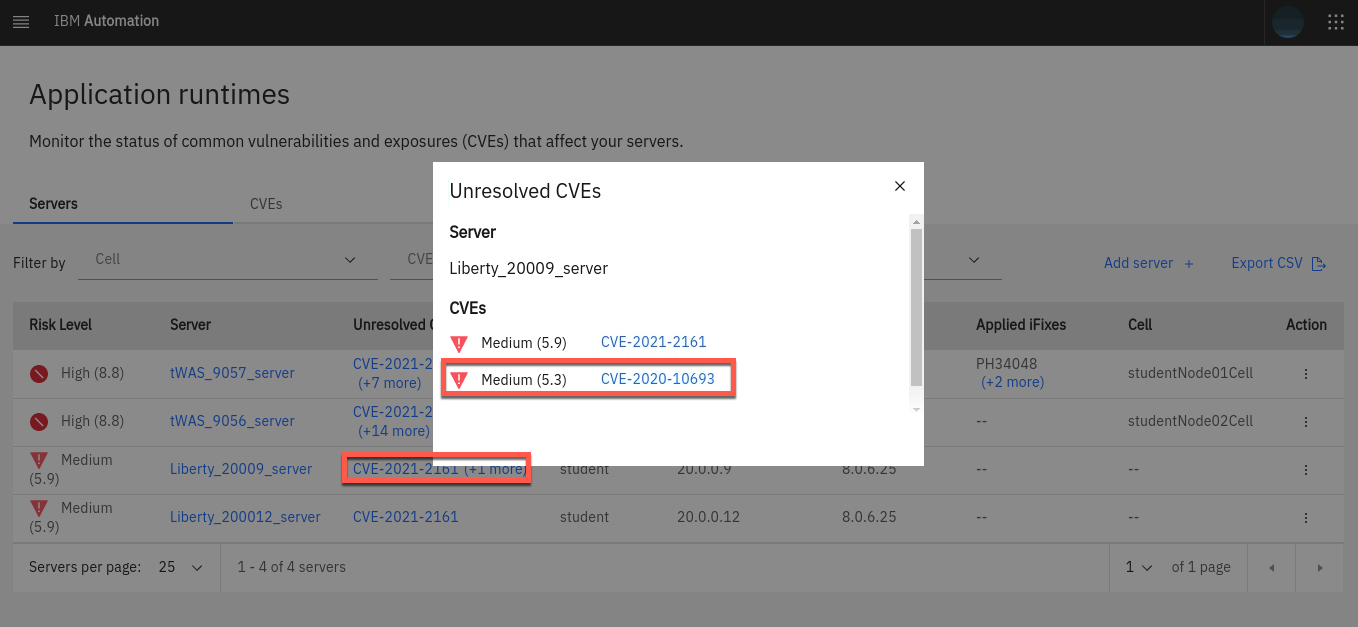 IBM Automation
Application runtimes
Monitor the status of common vulnerabilities and exposures (CVEs) that affect your servers.
Servers CVEs
Filter by Cell CVE
Add server + Export CSV
Unresolved CVEs
Server
Liberty_20009_server
CVEs
Medium (5.9) CVE-2021-2161
Medium (5.3) CVE-2020-10693
Risk Level Server Unresolved C Applied iFixes Cell Action
High (8.8) tWAS_9057_server CVE-2021-2 (+7 more) PH34048 (+2 more) studentNode01Cell
High (8.8) tWAS_9056_server CVE-2021-2 (+14 more) -- studentNode02Cell
Medium (5.9) Liberty_20009_server CVE-2021-2161 (+1 more) student 20.0.0.9 8.0.6.25 -- --
Medium (5.9) Liberty_200012_server CVE-2021-2161 student 20.0.0.12 8.0.6.25 -- --
Servers per page: 25 1 - 4 of 4 servers 1 of 1 page